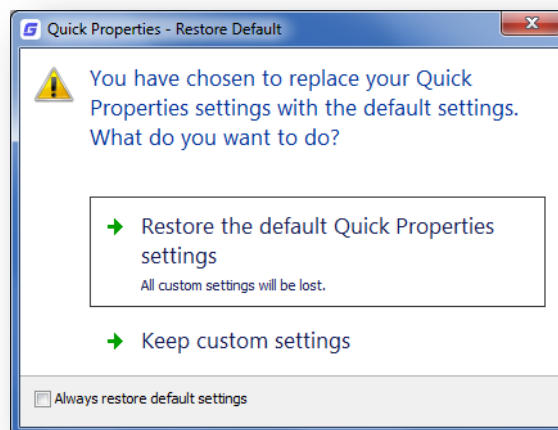 Quick Properties - Restore Default
You have chosen to replace your Quick
Properties settings with the default settings.
What do you want to do?
Restore the default Quick Properties
settings
All custom settings will be lost.
Keep custom settings
Always restore default settings